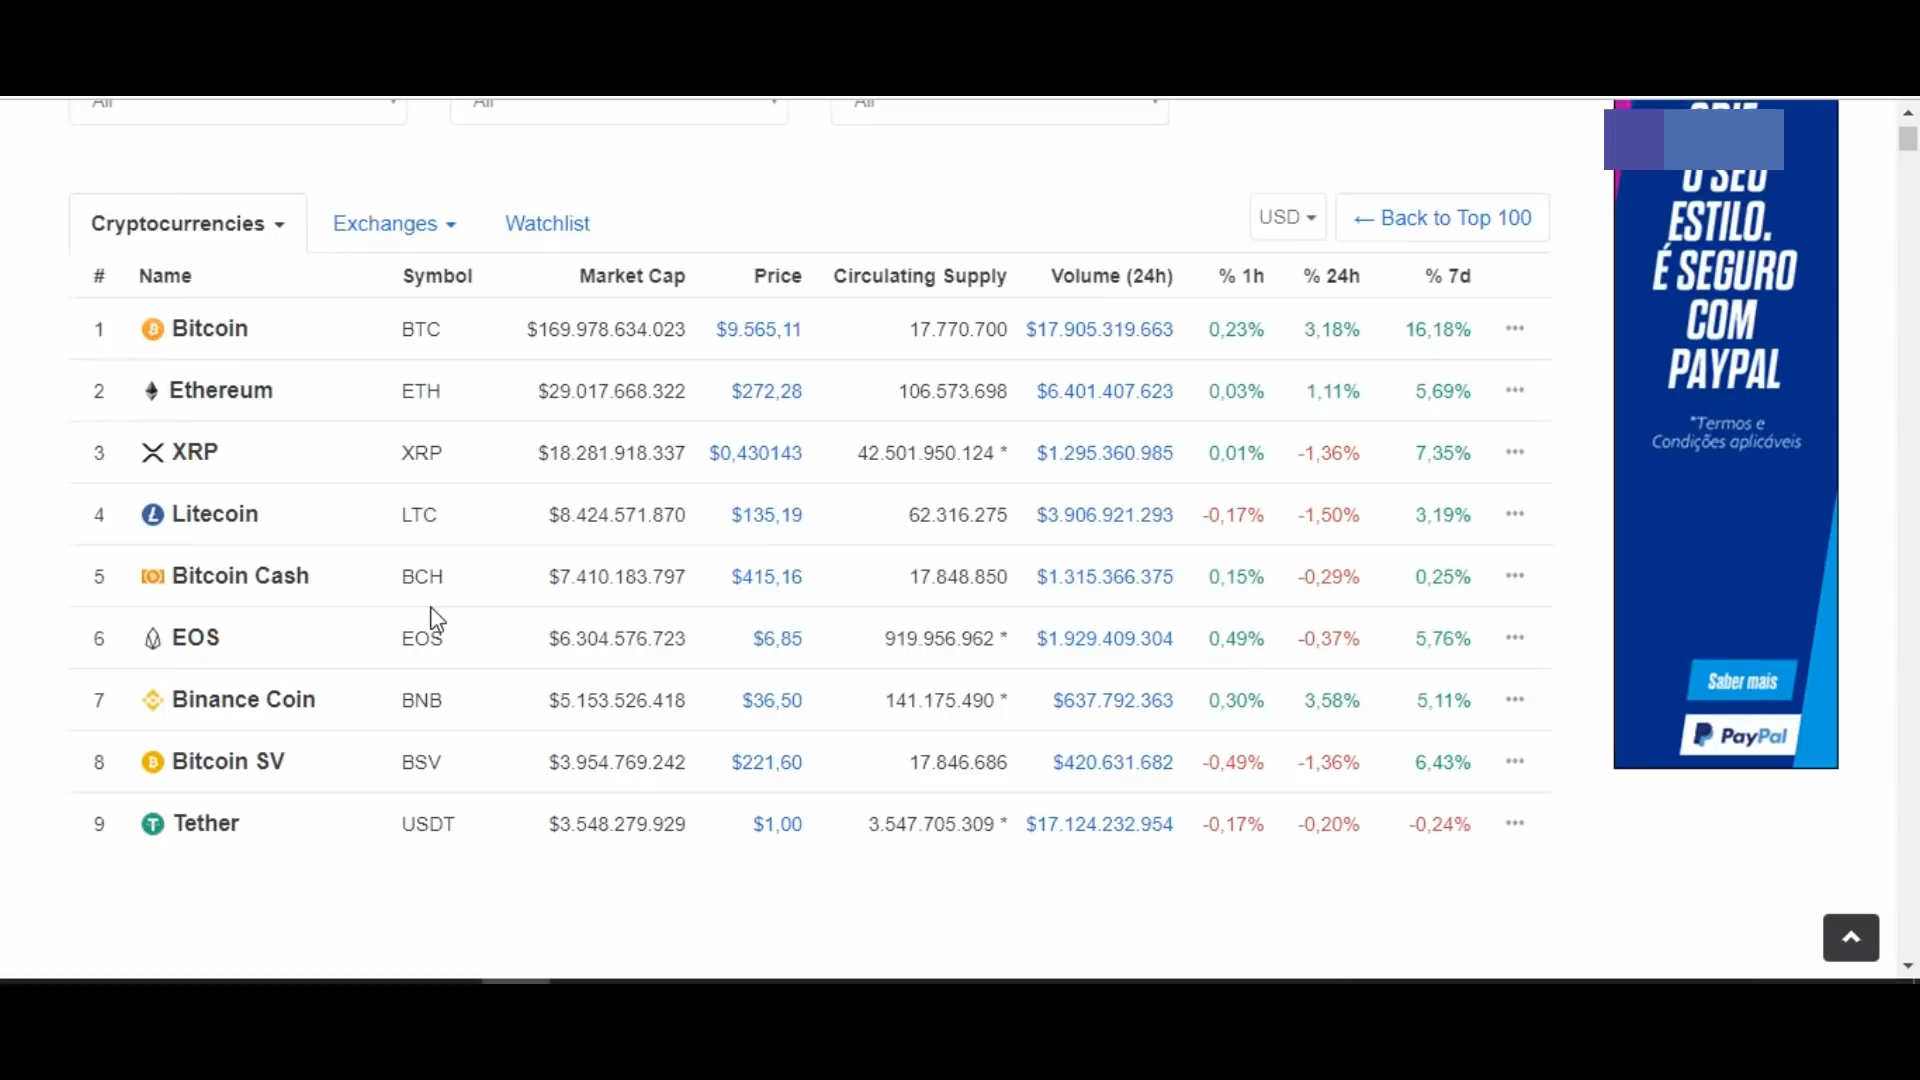 All All All
Cryptocurrencies Exchanges Watchlist USD ← Back to Top 100
# Name Symbol Market Cap Price Circulating Supply Volume (24h) % 1h % 24h % 7d
1 Bitcoin BTC $169.978.634.023 $9.565,11 17.770.700 $17.905.319.663 0,23% 3,18% 16,18%
2 Ethereum ETH $29.017.668.322 $272,28 106.573.698 $6.401.407.623 0,03% 1,11% 5,69%
3 XRP XRP $18.281.918.337 $0,430143 42.501.950.124 * $1.295.360.985 0,01% -1,36% 7,35%
4 Litecoin LTC $8.424.571.870 $135,19 62.316.275 $3.906.921.293 -0,17% -1,50% 3,19%
5 Bitcoin Cash BCH $7.410.183.797 $415,16 17.848.850 $1.315.366.375 0,15% -0,29% 0,25%
6 EOS EOS $6.304.576.723 $6,85 919.956.962 * $1.929.409.304 0,49% -0,37% 5,76%
7 Binance Coin BNB $5.153.526.418 $36,50 141.175.490 * $637.792.363 0,30% 3,58% 5,11%
8 Bitcoin SV BSV $3.954.769.242 $221,60 17.846.686 $420.631.682 -0,49% -1,36% 6,43%
9 Tether USDT $3.548.279.929 $1,00 3.547.705.309 * $17.124.232.954 -0,17% -0,20% -0,24%
O SEU
ESTILO.
É SEGURO
COM
PAYPAL
*Termos e
Condições aplicáveis
Saber mais
PayPal